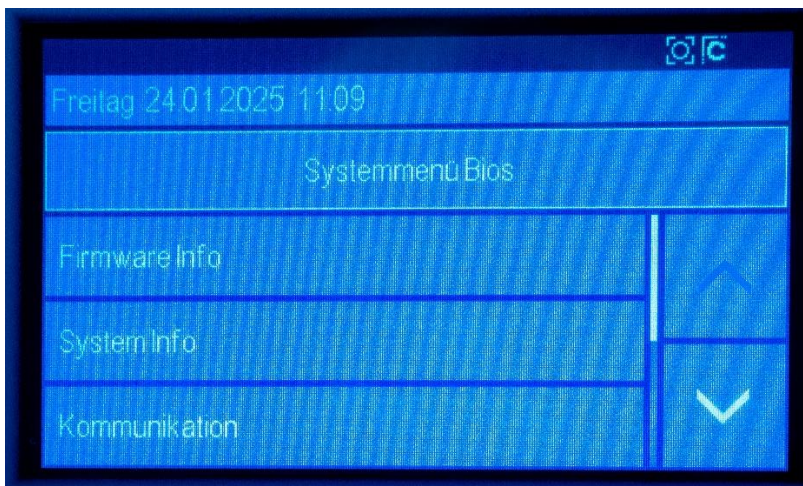 C
Freitag 24.01.2025 11:09
Systemmenü Bios
Firmware Info
System Info
Kommunikation